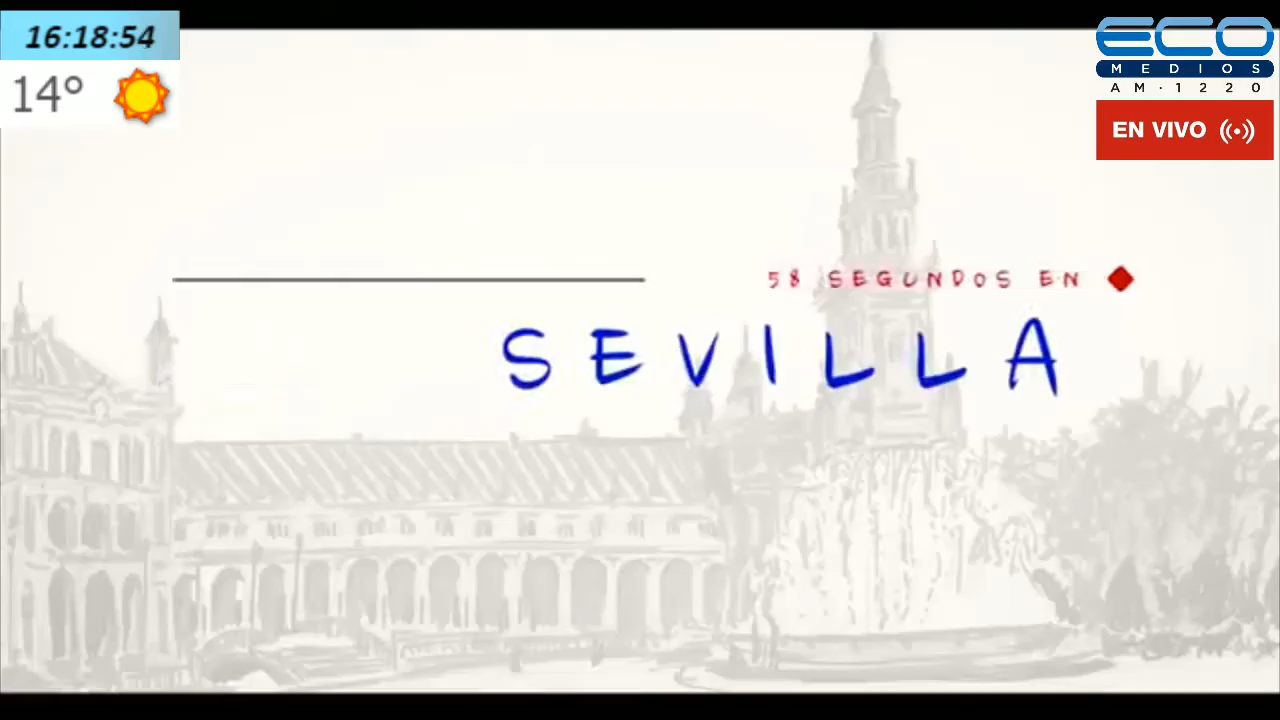 16:18:54
14°
ECO
MEDIOS
AM·1220
EN VIVO
58 SEGUNDOS EN
SEVILLA